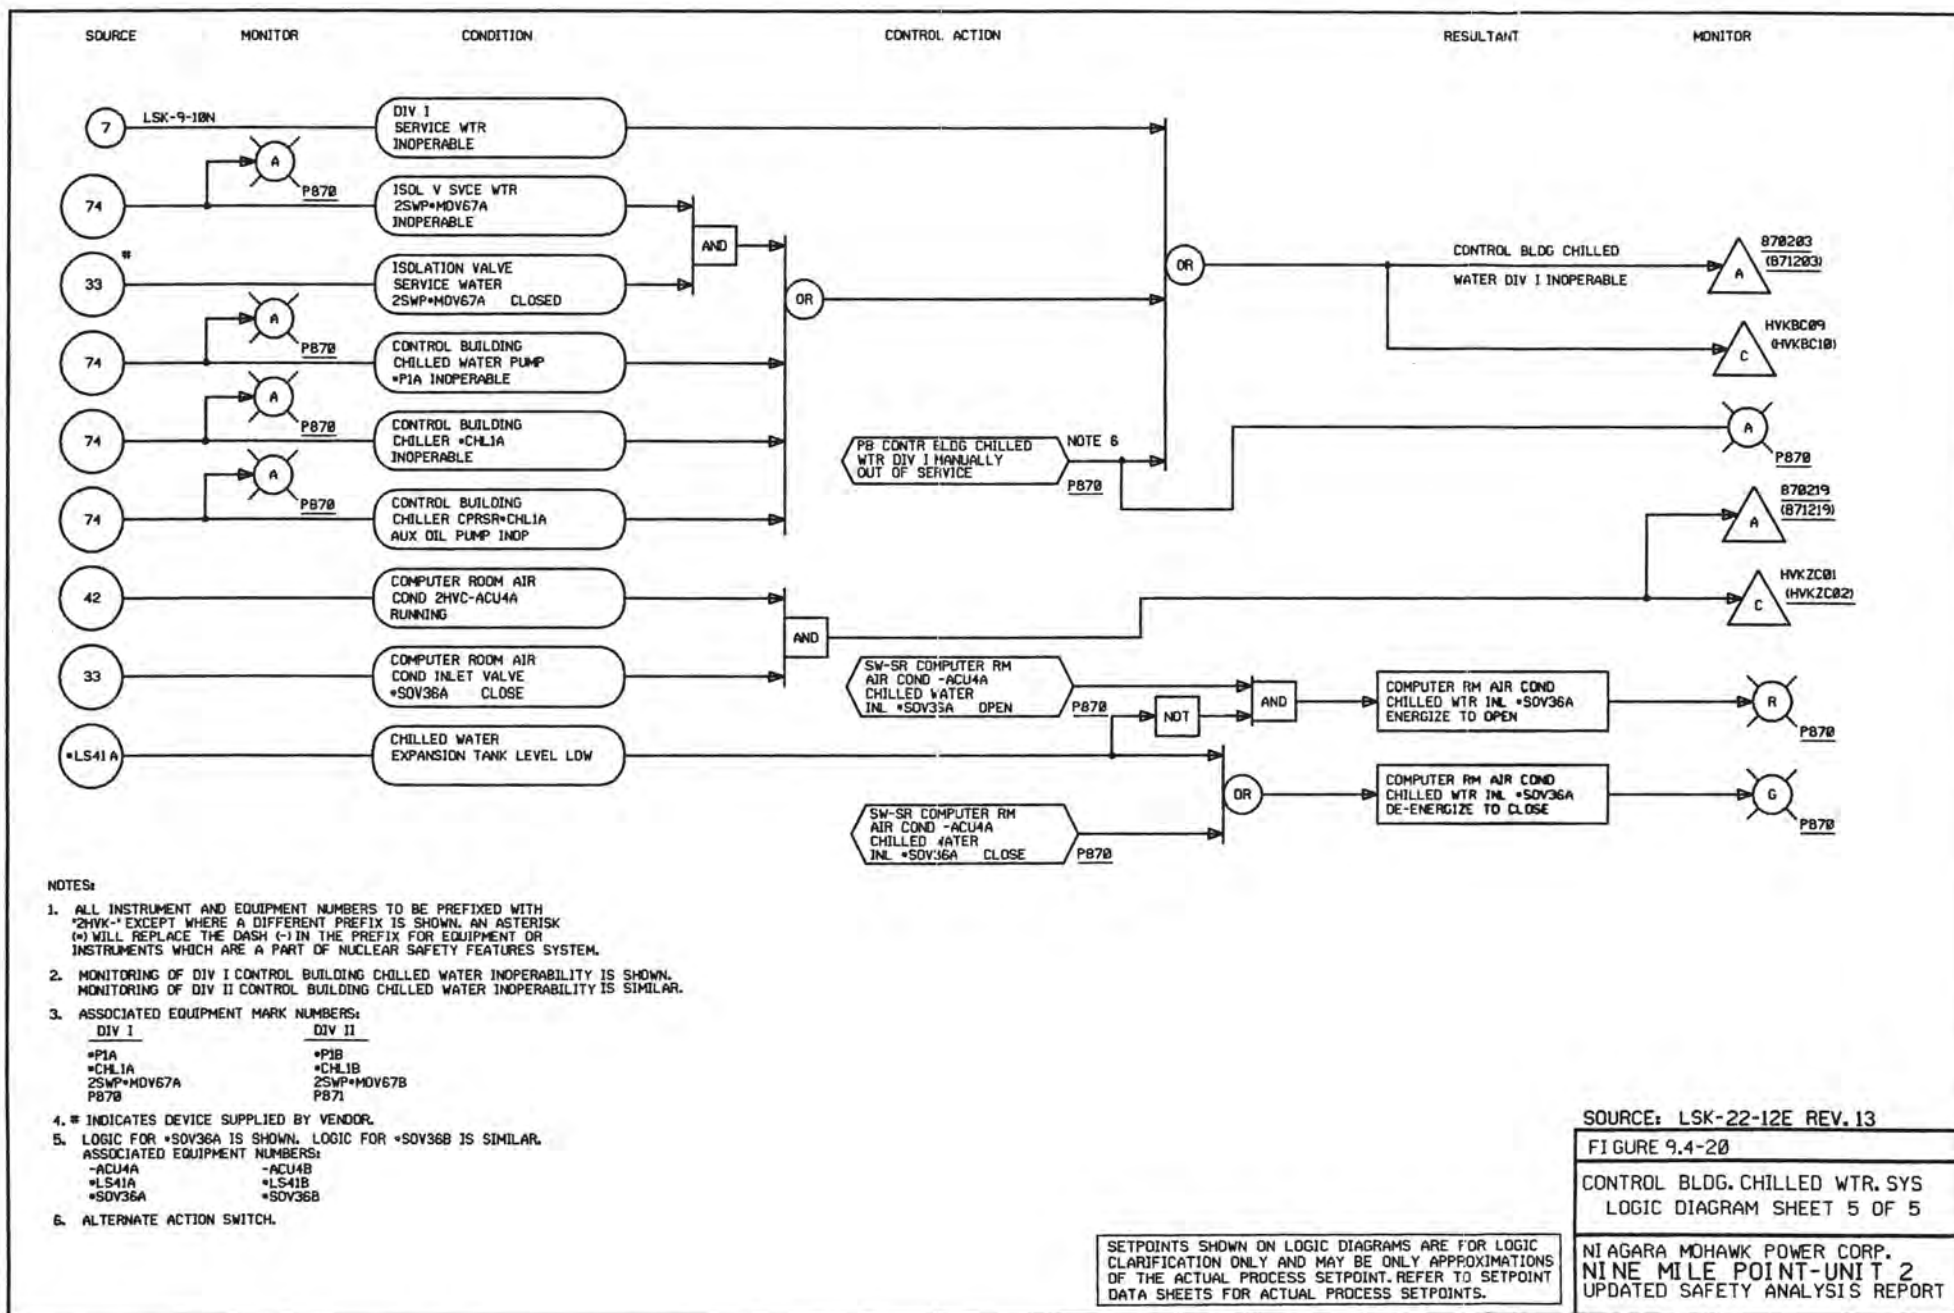 SOURCE MONITOR CONDITION CONTROL ACTION RESULTANT MONITOR
7 LSK-9-10N
DIV I
SERVICE WTR
INOPERABLE
A
P870
74
ISOL V SVCE WTR
2SWP*MOV67A
INOPERABLE
AND
33
#
ISOLATION VALVE
SERVICE WATER
2SWP*MOV67A CLOSED
OR
OR
CONTROL BLDG CHILLED
WATER DIV I INOPERABLE
A
870203
(871203)
A
P870
74
CONTROL BUILDING
CHILLED WATER PUMP
*P1A INOPERABLE
C
HVKBC09
(HVKBC10)
A
P870
74
CONTROL BUILDING
CHILLER *CHL1A
INOPERABLE
PB CONTR BLDG CHILLED
WTR DIV I MANUALLY
OUT OF SERVICE
NOTE 6
P870
A
P870
A
P870
74
CONTROL BUILDING
CHILLER CPRSR*CHL1A
AUX OIL PUMP INOP
A
870219
(871219)
42
COMPUTER ROOM AIR
COND 2HVC-ACU4A
RUNNING
AND
C
HVKZC01
(HVKZC02)
33
COMPUTER ROOM AIR
COND INLET VALVE
*SOV36A CLOSE
SW-SR COMPUTER RM
AIR COND -ACU4A
CHILLED WATER
INL *SOV36A OPEN
P870
NOT
AND
COMPUTER RM AIR COND
CHILLED WTR INL *SOV36A
ENERGIZE TO OPEN
R
P870
*LS41A
CHILLED WATER
EXPANSION TANK LEVEL LOW
OR
COMPUTER RM AIR COND
CHILLED WTR INL *SOV36A
DE-ENERGIZE TO CLOSE
G
P870
SW-SR COMPUTER RM
AIR COND -ACU4A
CHILLED WATER
INL *SOV36A CLOSE
P870
NOTES:
1. ALL INSTRUMENT AND EQUIPMENT NUMBERS TO BE PREFIXED WITH
"2HVK-" EXCEPT WHERE A DIFFERENT PREFIX IS SHOWN. AN ASTERISK
(*) WILL REPLACE THE DASH (-) IN THE PREFIX FOR EQUIPMENT OR
INSTRUMENTS WHICH ARE A PART OF NUCLEAR SAFETY FEATURES SYSTEM.
2. MONITORING OF DIV I CONTROL BUILDING CHILLED WATER INOPERABILITY IS SHOWN.
MONITORING OF DIV II CONTROL BUILDING CHILLED WATER INOPERABILITY IS SIMILAR.
3. ASSOCIATED EQUIPMENT MARK NUMBERS:
DIV I DIV II
*P1A *P1B
*CHL1A *CHL1B
2SWP*MOV67A 2SWP*MOV67B
P870 P871
4. # INDICATES DEVICE SUPPLIED BY VENDOR.
5. LOGIC FOR *SOV36A IS SHOWN. LOGIC FOR *SOV36B IS SIMILAR.
ASSOCIATED EQUIPMENT NUMBERS:
-ACU4A -ACU4B
*LS41A *LS41B
*SOV36A *SOV36B
6. ALTERNATE ACTION SWITCH.
SETPOINTS SHOWN ON LOGIC DIAGRAMS ARE FOR LOGIC
CLARIFICATION ONLY AND MAY BE ONLY APPROXIMATIONS
OF THE ACTUAL PROCESS SETPOINT. REFER TO SETPOINT
DATA SHEETS FOR ACTUAL PROCESS SETPOINTS.
SOURCE: LSK-22-12E REV. 13
FIGURE 9.4-20
CONTROL BLDG. CHILLED WTR. SYS
LOGIC DIAGRAM SHEET 5 OF 5
NIAGARA MOHAWK POWER CORP.
NINE MILE POINT-UNIT 2
UPDATED SAFETY ANALYSIS REPORT